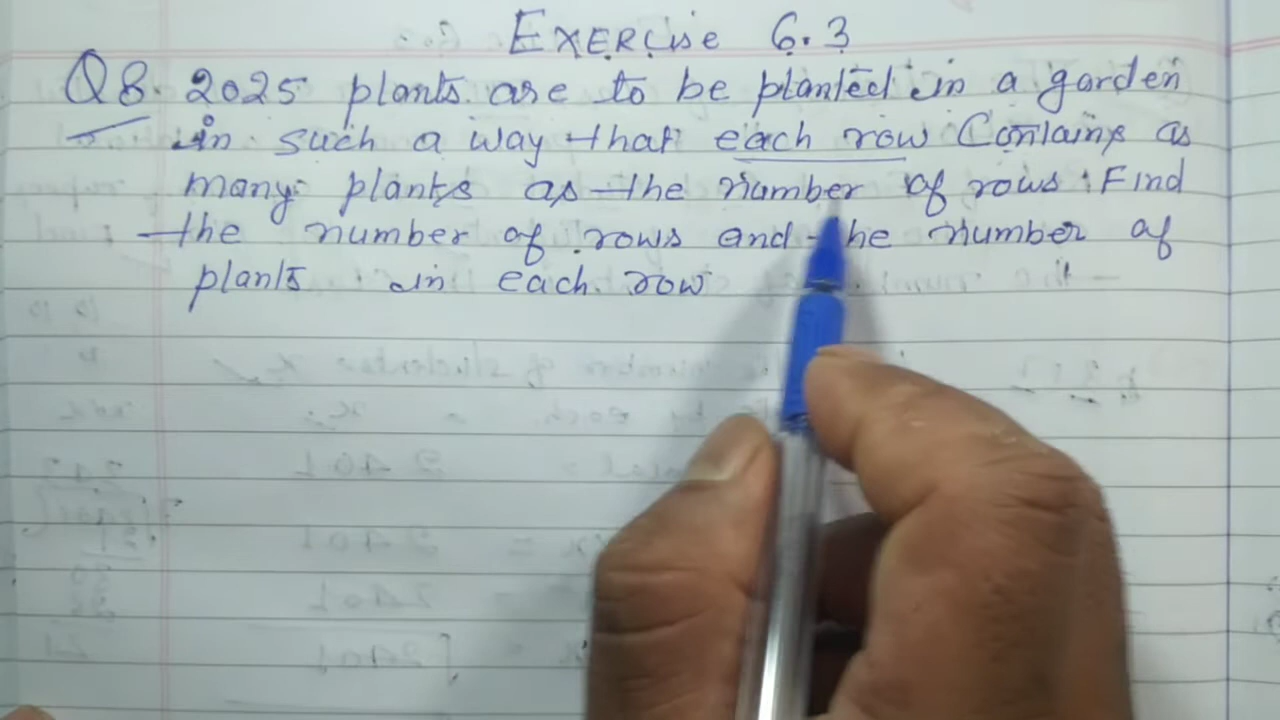 EXERCise 6.3
Q8. 2025 plants are to be planted in a garden
in such a way that each row Contains as
many plants as the number of rows. Find
the number of rows and the number of
plants in each row